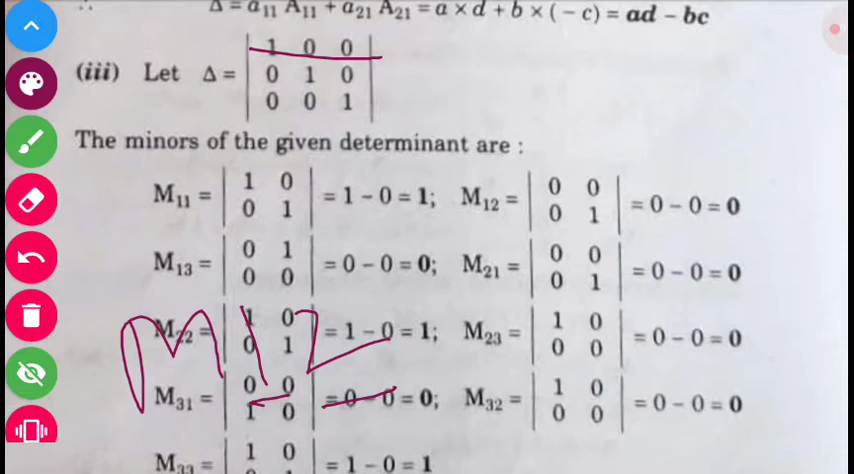 ∴ Δ = a₁₁ A₁₁ + a₂₁ A₂₁ = a × d + b × ( – c) = ad – bc
(iii) Let Δ = | 1 0 0 |
| 0 1 0 |
| 0 0 1 |
The minors of the given determinant are :
M₁₁ = | 1 0 | = 1 – 0 = 1; M₁₂ = | 0 0 | = 0 – 0 = 0
| 0 1 | | 0 1 |
M₁₃ = | 0 1 | = 0 – 0 = 0; M₂₁ = | 0 0 | = 0 – 0 = 0
| 0 0 | | 0 1 |
M₂₂ = | 1 0 | = 1 – 0 = 1; M₂₃ = | 1 0 | = 0 – 0 = 0
| 0 1 | | 0 0 |
M12
M₃₁ = | 0 0 | = 0 – 0 = 0; M₃₂ = | 1 0 | = 0 – 0 = 0
| 1 0 | | 0 0 |
M₃₃ = | 1 0 | = 1 – 0 = 1